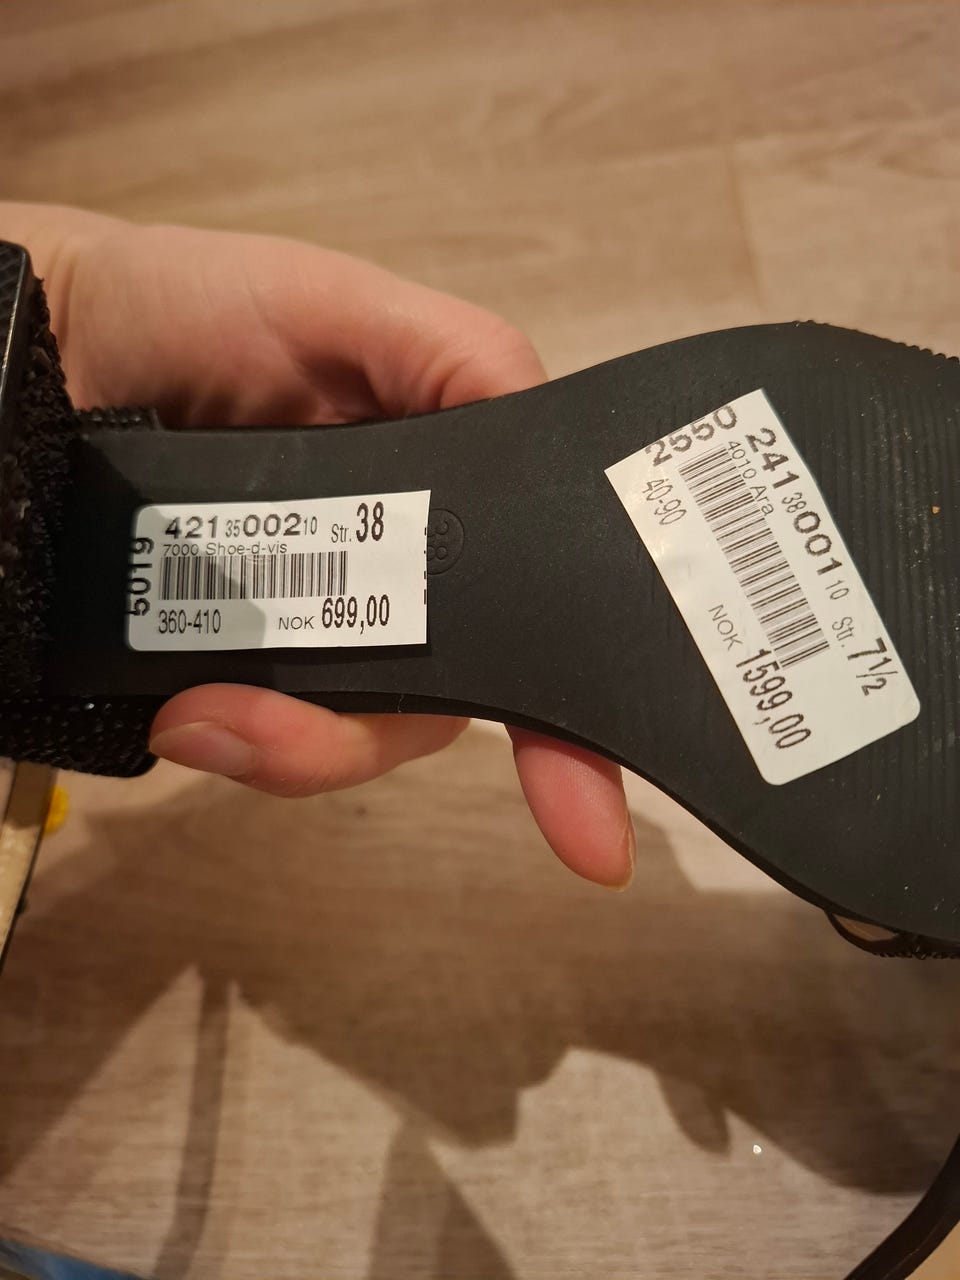 421 35 002 10 Str. 38
7000 Shoe-d-vis
5019
360-410 NOK 699,00
38
2550
241 38 001 10 Str. 7½
4010 Ara
40-90 NOK 1599,00